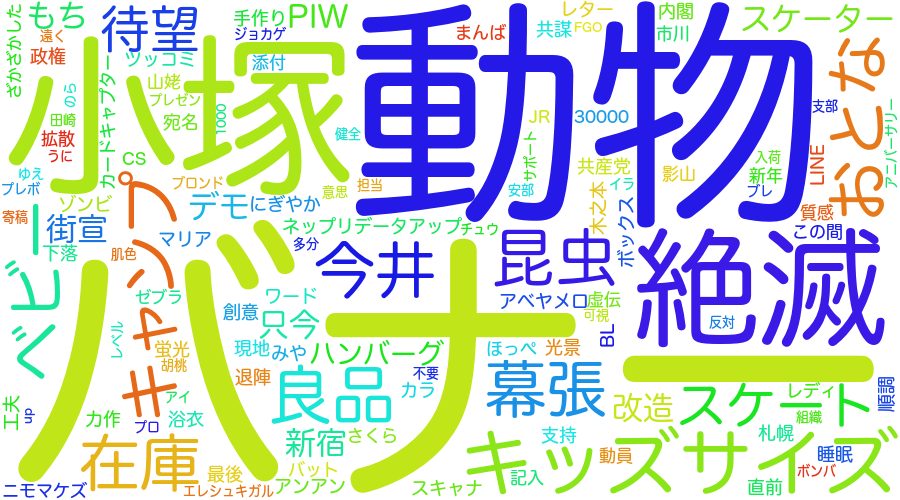 もち
待望
手作り
PIW
動物
レター
内閣
スケーター
ざかざかした
遠く
政権
ジョカゲ
まんば
共謀
FGO
市川
おとな
小塚
ツッコミ
添付
山姥
プレゼン
のら
田崎
拡散
うに
カードキャプター
宛名
1000
健全
サポート
JR
30000
支部
アニバーサリー
CS
ゆえ
プレボ
ゾンビ
ブロンド
意思
担当
共産党
安部
イラ
影山
入荷
新年
プレ
LINE
寄稿
キャンプ
デモ
にぎやか
木之本
ボックス
質感
この間
街宣
下落
肌色
マリア
ネップリデータアップ
チュウ
多分
ベビー
バナー
今井
昆虫
絶滅
ゼブラ
ワード
アベヤメロ
虚伝
可視
創意
只今
BL
反対
レベル
蛍光
胡桃
現地
みや
ハンバーグ
ほっぺ
光景
退陣
不要
カラ
良品
幕張
順調
工夫
up
力作
アイ
プロ
浴衣
新宿
さくら
改造
スケート
レディ
組織
支持
札幌
在庫
最後
バット
キッズサイズ
動員
睡眠
ボンバ
ニモマケズ
エレシュキガル
アンアン
スキャナ
記入
直前